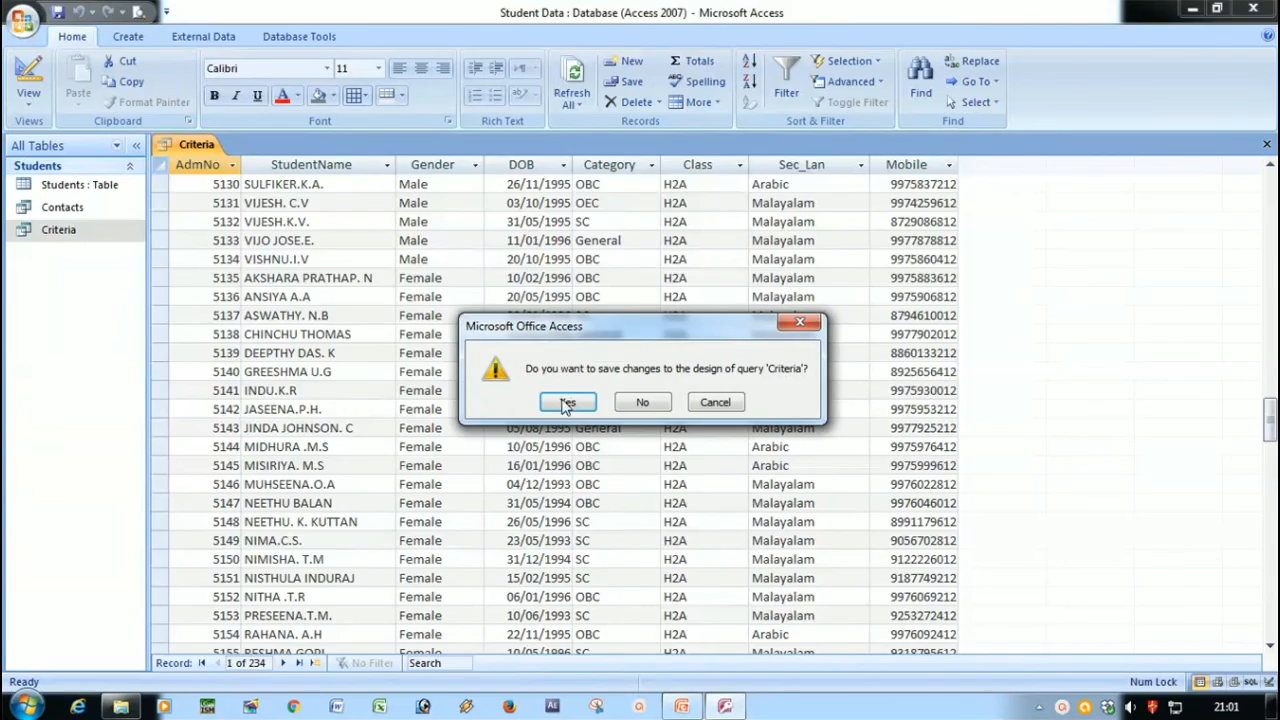 Student Data : Database (Access 2007) - Microsoft Access
Home Create External Data Database Tools
View
Views
Paste
Cut
Copy
Format Painter
Clipboard
Calibri 11
B I U A
Font
Rich Text
Refresh All
New
Save
Delete
Totals
Spelling
More
Records
Filter
Selection
Advanced
Toggle Filter
Sort & Filter
Find
Replace
Go To
Select
Find
All Tables
Students
Students : Table
Contacts
Criteria
Criteria
AdmNo StudentName Gender DOB Category Class Sec_Lan Mobile
5130 SULFIKER.K.A. Male 26/11/1995 OBC H2A Arabic 9975837212
5131 VIJESH. C.V Male 03/10/1995 OEC H2A Malayalam 9974259612
5132 VIJESH.K.V. Male 31/05/1995 SC H2A Malayalam 8729086812
5133 VIJO JOSE.E. Male 11/01/1996 General H2A Malayalam 9977878812
5134 VISHNU.I.V Male 20/10/1995 OBC H2A Malayalam 9975860412
5135 AKSHARA PRATHAP. N Female 10/02/1996 OBC H2A Malayalam 9975883612
5136 ANSIYA A.A Female 20/05/1995 OBC H2A Malayalam 9975906812
5137 ASWATHY. N.B Female 8794610012
5138 CHINCHU THOMAS Female 9977902012
5139 DEEPTHY DAS. K Female 8860133212
5140 GREESHMA U.G Female 8925656412
5141 INDU.K.R Female 9975930012
5142 JASEENA.P.H. Female 9975953212
5143 JINDA JOHNSON. C Female 05/08/1995 General H2A Malayalam 9977925212
5144 MIDHURA .M.S Female 10/05/1996 OBC H2A Arabic 9975976412
5145 MISIRIYA. M.S Female 16/01/1996 OBC H2A Arabic 9975999612
5146 MUHSEENA.O.A Female 04/12/1993 OBC H2A Malayalam 9976022812
5147 NEETHU BALAN Female 31/05/1994 OBC H2A Malayalam 9976046012
5148 NEETHU. K. KUTTAN Female 26/05/1996 SC H2A Malayalam 8991179612
5149 NIMA.C.S. Female 23/05/1993 SC H2A Malayalam 9056702812
5150 NIMISHA. T.M Female 31/12/1994 SC H2A Malayalam 9122226012
5151 NISTHULA INDURAJ Female 15/02/1995 SC H2A Malayalam 9187749212
5152 NITHA .T.R Female 06/01/1996 OBC H2A Malayalam 9976069212
5153 PRESEENA.T.M. Female 10/06/1993 SC H2A Malayalam 9253272412
5154 RAHANA. A.H Female 22/11/1995 OBC H2A Arabic 9976092412
Microsoft Office Access
Do you want to save changes to the design of query 'Criteria'?
Yes No Cancel
Record: 1 of 234 No Filter Search
Ready Num Lock SQL
21:01